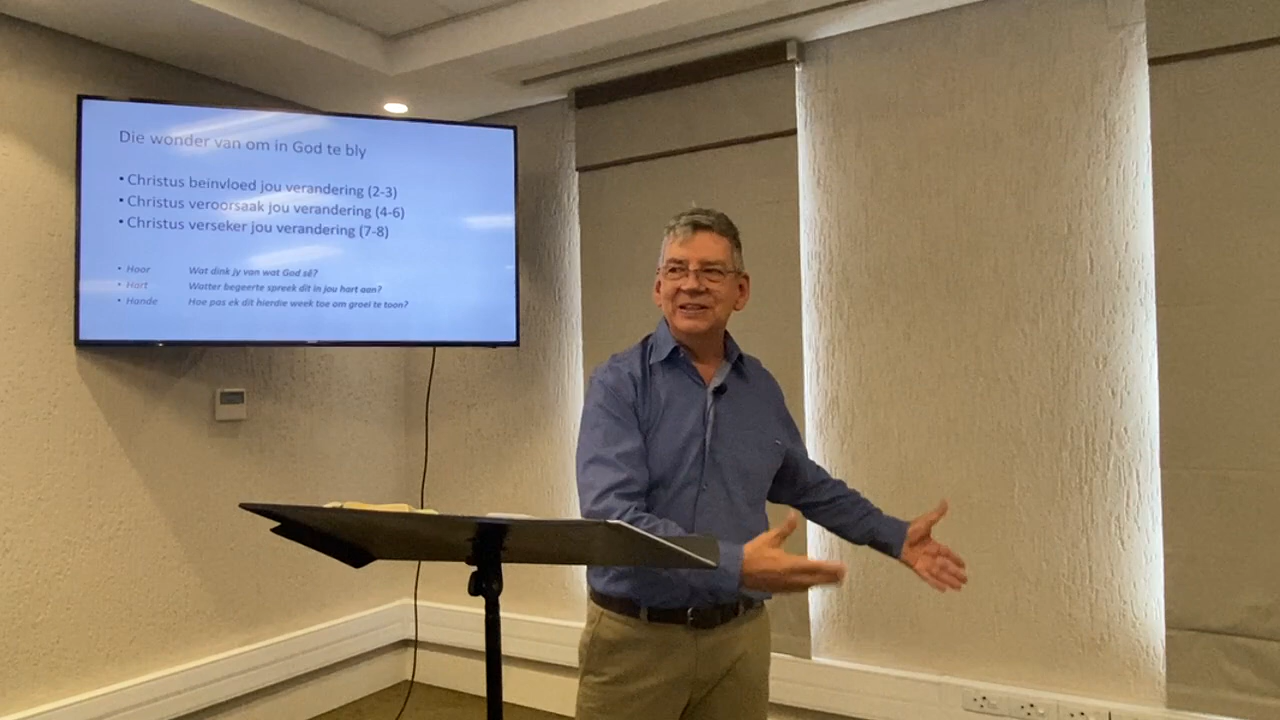 Die wonder van om in God te bly
• Christus beïnvloed jou verandering (2-3)
• Christus veroorsaak jou verandering (4-6)
• Christus verseker jou verandering (7-8)
• Hoor Wat dink jy van wat God sê?
• Hart Watter begeerte spreek dit in jou hart aan?
• Hande Hoe pas ek dit hierdie week toe om groei te toon?